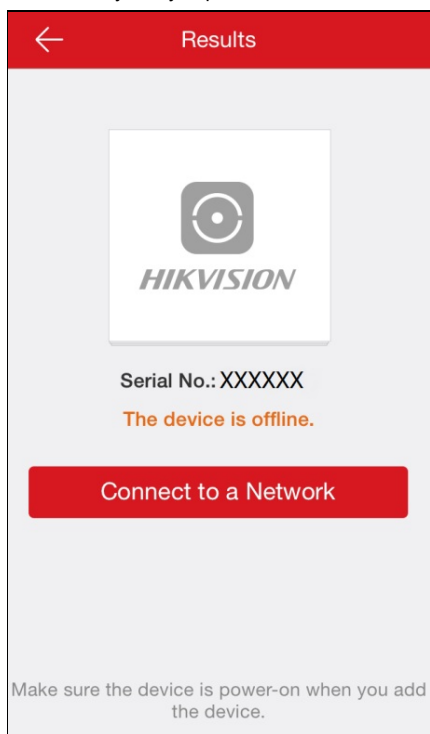 Results
HIKVISION
Serial No.: XXXXXX
The device is offline.
Connect to a Network
Make sure the device is power-on when you add
the device.